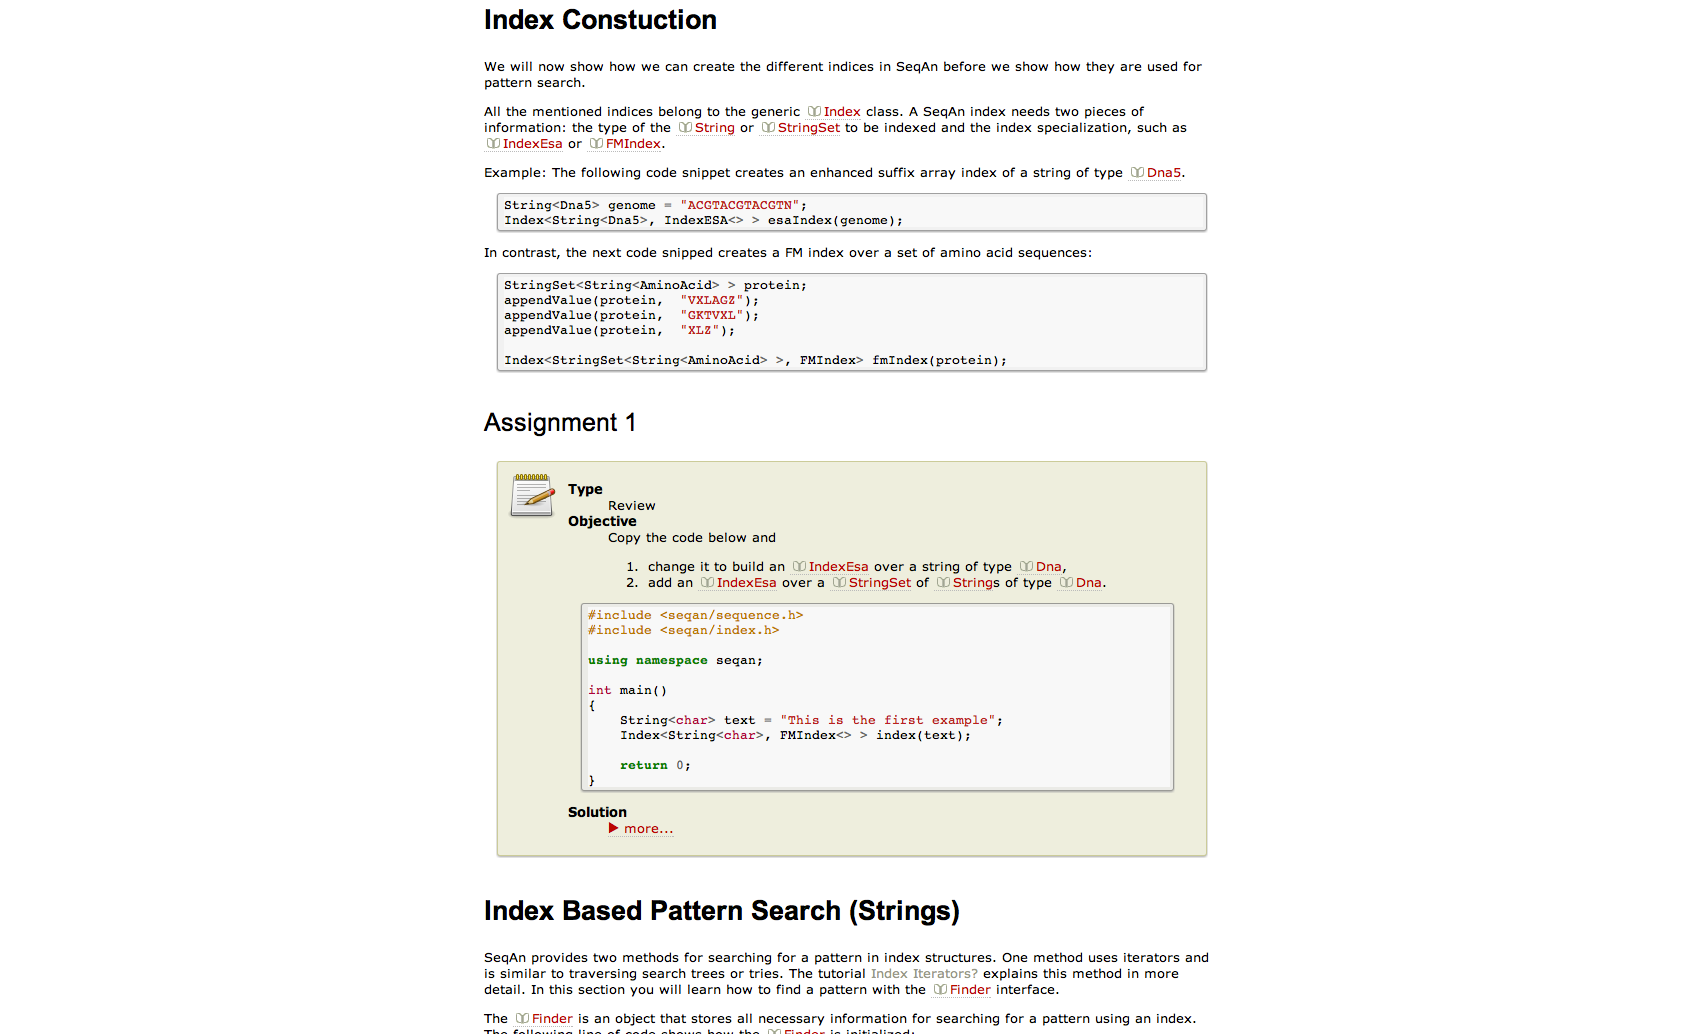 Index Constuction
We will now show how we can create the different indices in SeqAn before we show how they are used for
pattern search.
All the mentioned indices belong to the generic Index class. A SeqAn index needs two pieces of
information: the type of the String or StringSet to be indexed and the index specialization, such as
IndexEsa or FMIndex.
Example: The following code snippet creates an enhanced suffix array index of a string of type Dna5.
String<Dna5> genome = "ACGTACGTACGTN";
Index<String<Dna5>, IndexESA<> > esaIndex(genome);
In contrast, the next code snipped creates a FM index over a set of amino acid sequences:
StringSet<String<AminoAcid> > protein;
appendValue(protein,  "VXLAGZ");
appendValue(protein,  "GKTVXL");
appendValue(protein,  "XLZ");
Index<StringSet<String<AminoAcid> >, FMIndex> fmIndex(protein);
Assignment 1
Type
Review
Objective
Copy the code below and
1. change it to build an IndexEsa over a string of type Dna,
2. add an IndexEsa over a StringSet of Strings of type Dna.
#include <seqan/sequence.h>
#include <seqan/index.h>
using namespace seqan;
int main()
{
    String<char> text = "This is the first example";
    Index<String<char>, FMIndex<> > index(text);
    return 0;
}
Solution
more...
Index Based Pattern Search (Strings)
SeqAn provides two methods for searching for a pattern in index structures. One method uses iterators and
is similar to traversing search trees or tries. The tutorial Index Iterators? explains this method in more
detail. In this section you will learn how to find a pattern with the Finder interface.
The Finder is an object that stores all necessary information for searching for a pattern using an index.
The following line of code shows how the Finder is initialized: